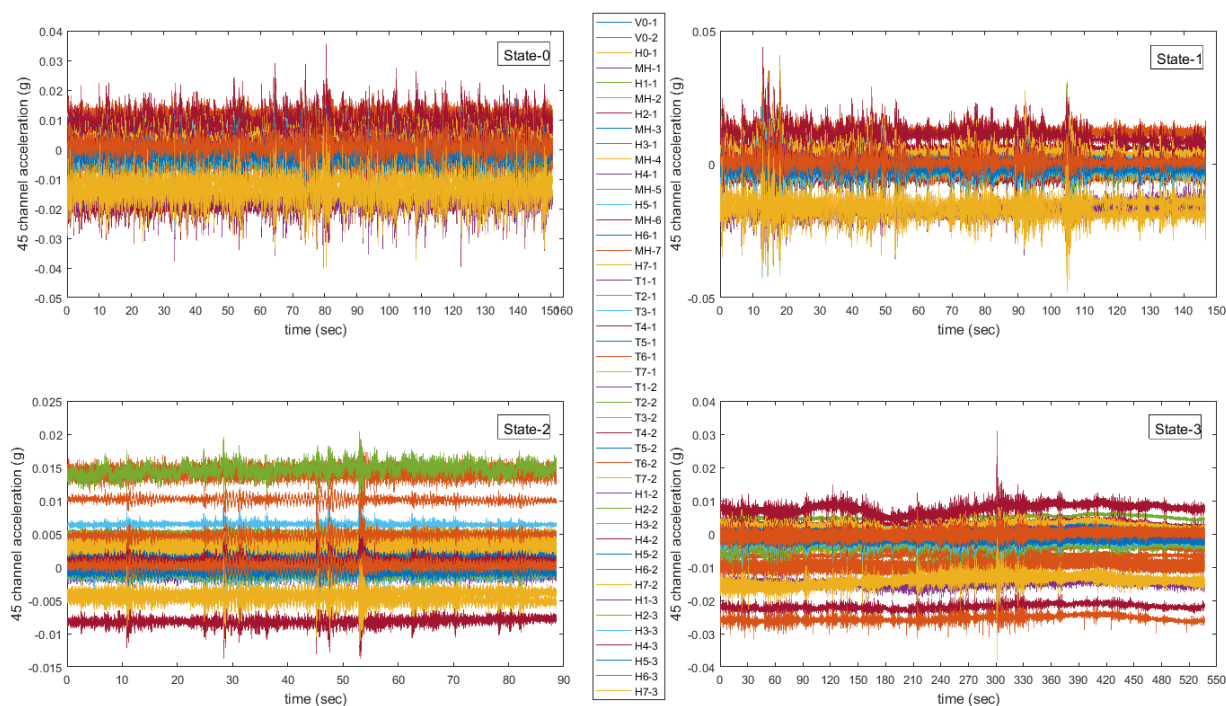 0.04
0.03
0.02
0.01
0
-0.01
-0.02
-0.03
-0.04
-0.05
45 channel acceleration (g)
State-0
0 10 20 30 40 50 60 70 80 90 100 110 120 130 140 150 160
time (sec)
0.025
0.02
0.015
0.01
0.005
0
-0.005
-0.01
-0.015
45 channel acceleration (g)
State-2
0 10 20 30 40 50 60 70 80 90
time (sec)
V0-1
V0-2
H0-1
MH-1
H1-1
MH-2
H2-1
MH-3
H3-1
MH-4
H4-1
MH-5
H5-1
MH-6
H6-1
MH-7
H7-1
T1-1
T2-1
T3-1
T4-1
T5-1
T6-1
T7-1
T1-2
T2-2
T3-2
T4-2
T5-2
T6-2
T7-2
H1-2
H2-2
H3-2
H4-2
H5-2
H6-2
H7-2
H1-3
H2-3
H3-3
H4-3
H5-3
H6-3
H7-3
0.05
0
-0.05
45 channel acceleration (g)
State-1
0 10 20 30 40 50 60 70 80 90 100 110 120 130 140 150
time (sec)
0.04
0.03
0.02
0.01
0
-0.01
-0.02
-0.03
-0.04
45 channel acceleration (g)
State-3
0 30 60 90 120 150 180 210 240 270 300 330 360 390 420 450 480 510 550
time (sec)